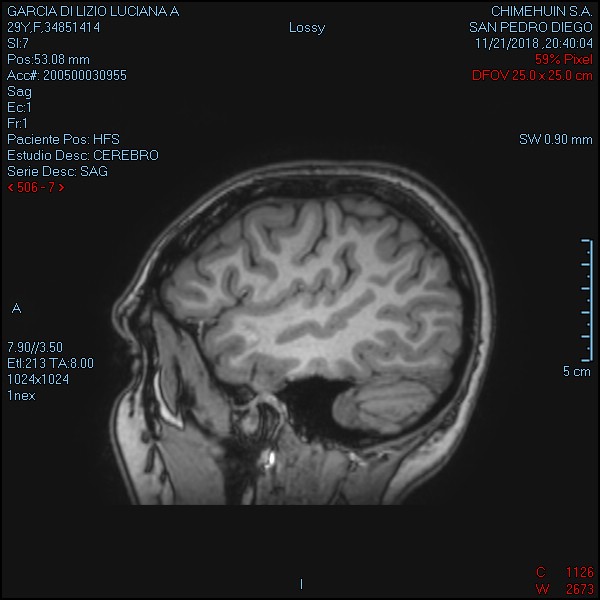 GARCIA DI LIZIO LUCIANA A
29Y,F,34851414
Sl:7
Pos:53.08 mm
Acc#: 200500030955
Sag
Ec:1
Fr:1
Paciente Pos: HFS
Estudio Desc: CEREBRO
Serie Desc: SAG
< 506 - 7 >
Lossy
CHIMEHUIN S.A.
SAN PEDRO DIEGO
11/21/2018 ,20:40:04
59% Pixel
DFOV 25.0 x 25.0 cm
SW 0.90 mm
A
7.90//3.50
Etl:213 TA:8.00
1024x1024
1nex
5 cm
I
C 1126
W 2673